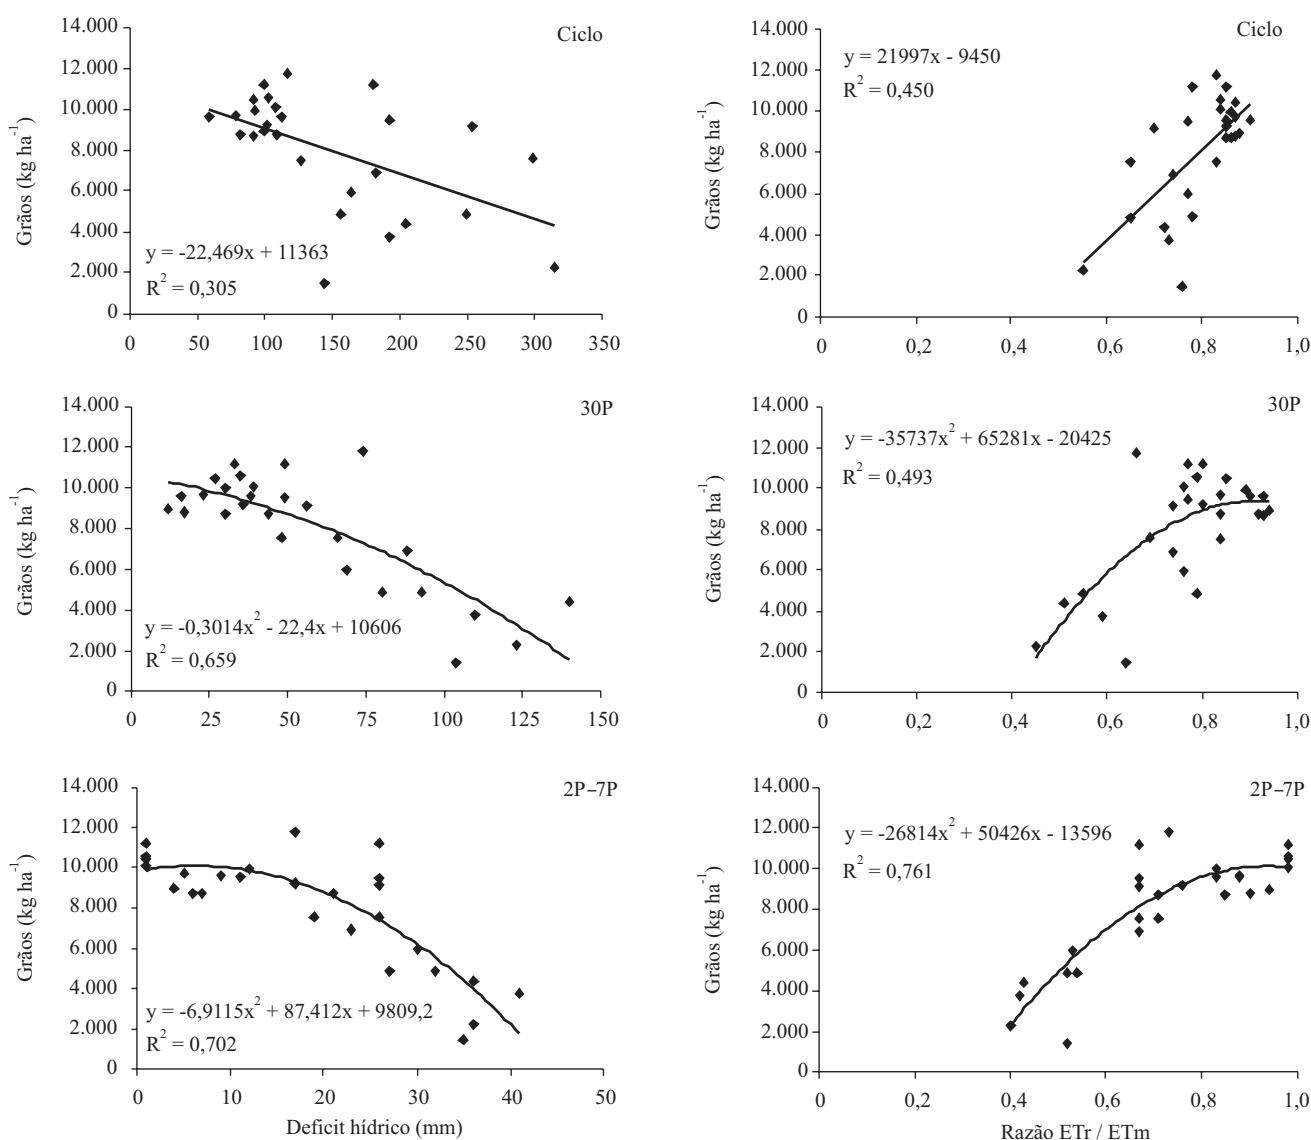 14.000
12.000
10.000
8.000
6.000
4.000
2.000
0
Grãos (kg ha-1)
Ciclo
y = -22,469x + 11363
R2 = 0,305
0 50 100 150 200 250 300 350
14.000
12.000
10.000
8.000
6.000
4.000
2.000
0
Grãos (kg ha-1)
Ciclo
y = 21997x - 9450
R2 = 0,450
0 0,2 0,4 0,6 0,8 1,0
14.000
12.000
10.000
8.000
6.000
4.000
2.000
0
Grãos (kg ha-1)
30P
y = -0,3014x2 - 22,4x + 10606
R2 = 0,659
0 25 50 75 100 125 150
14.000
12.000
10.000
8.000
6.000
4.000
2.000
0
Grãos (kg ha-1)
30P
y = -35737x2 + 65281x - 20425
R2 = 0,493
0 0,2 0,4 0,6 0,8 1,0
14.000
12.000
10.000
8.000
6.000
4.000
2.000
0
Grãos (kg ha-1)
2P–7P
y = -6,9115x2 + 87,412x + 9809,2
R2 = 0,702
0 10 20 30 40 50
Deficit hídrico (mm)
14.000
12.000
10.000
8.000
6.000
4.000
2.000
0
Grãos (kg ha-1)
2P–7P
y = -26814x2 + 50426x - 13596
R2 = 0,761
0 0,2 0,4 0,6 0,8 1,0
Razão ETr / ETm